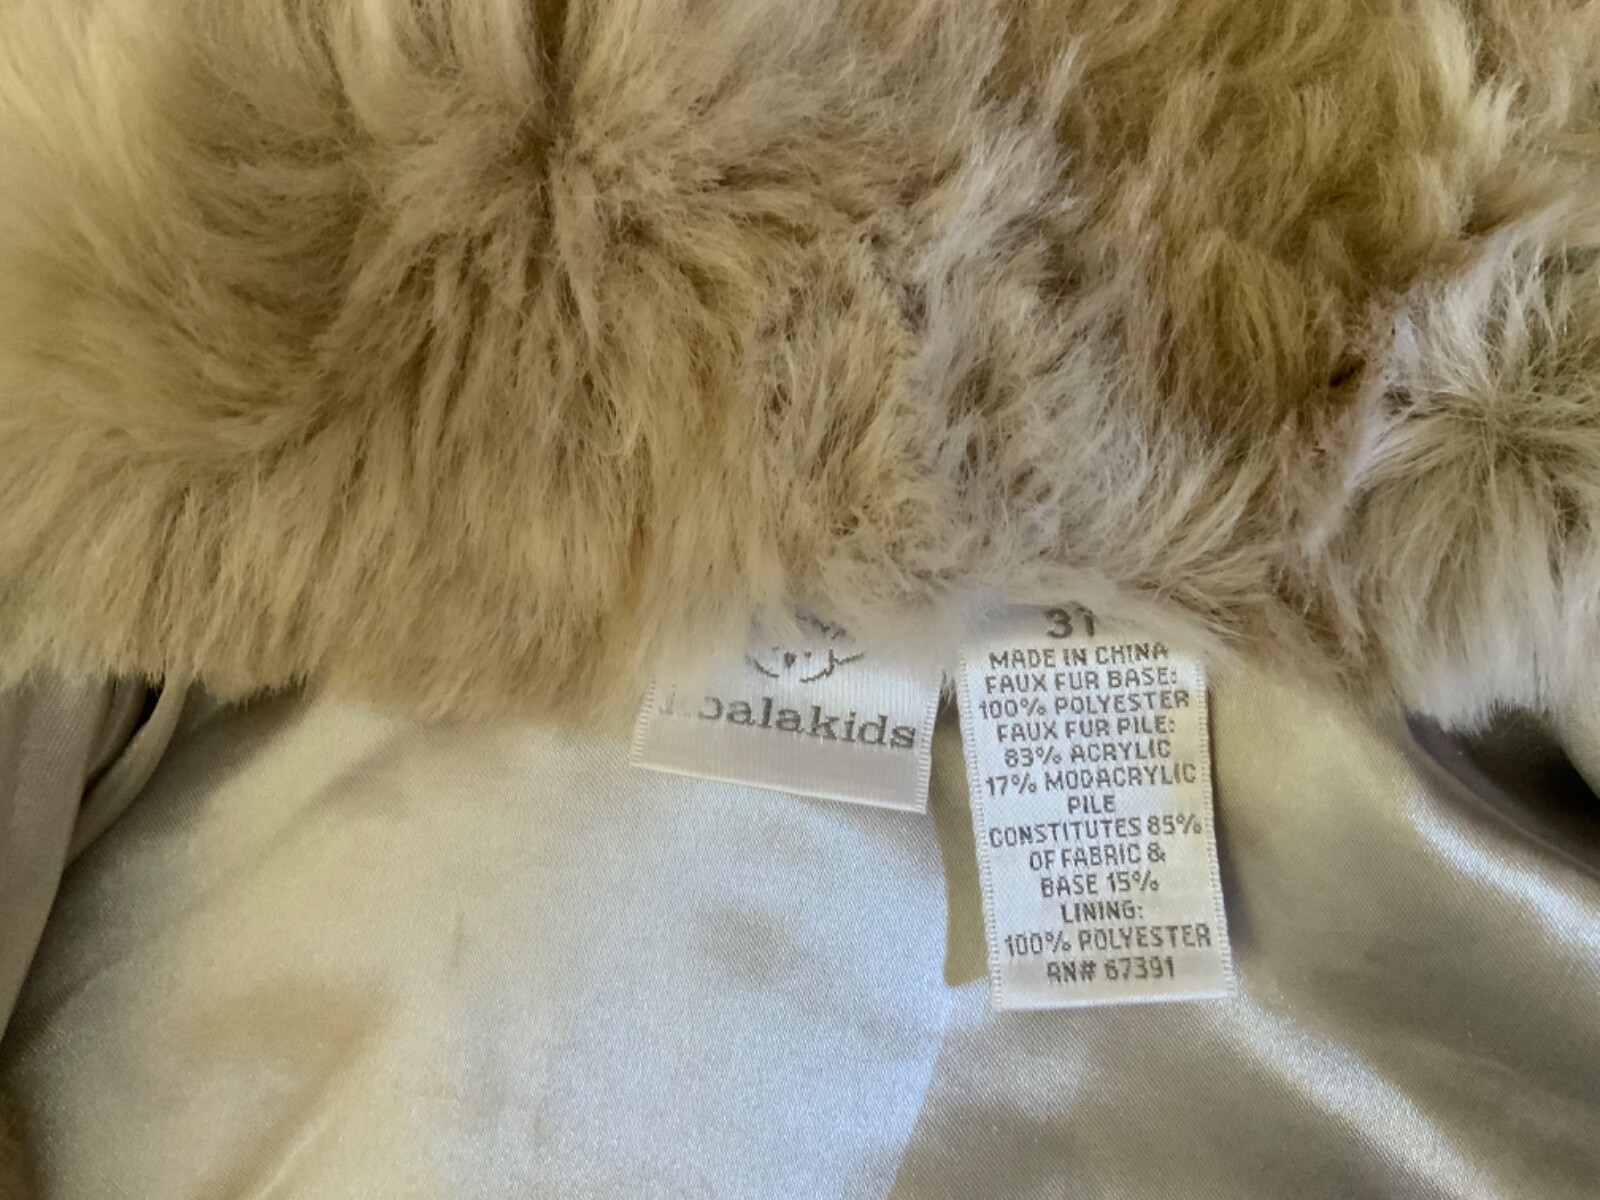 koalakids
3T
MADE IN CHINA
FAUX FUR BASE:
100% POLYESTER
FAUX FUR PILE:
83% ACRYLIC
17% MODACRYLIC
PILE
CONSTITUTES 85%
OF FABRIC &
BASE 15%
LINING:
100% POLYESTER
RN# 67391